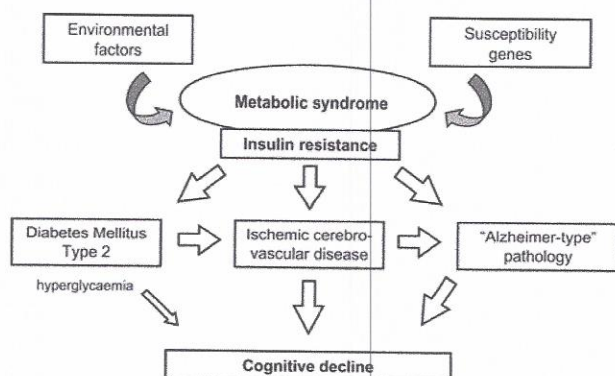 Environmental
factors
Susceptibility
genes
Metabolic syndrome
Insulin resistance
Diabetes Mellitus
Type 2
Ischemic cerebro-
vascular disease
"Alzheimer-type"
pathology
hyperglycaemia
Cognitive decline